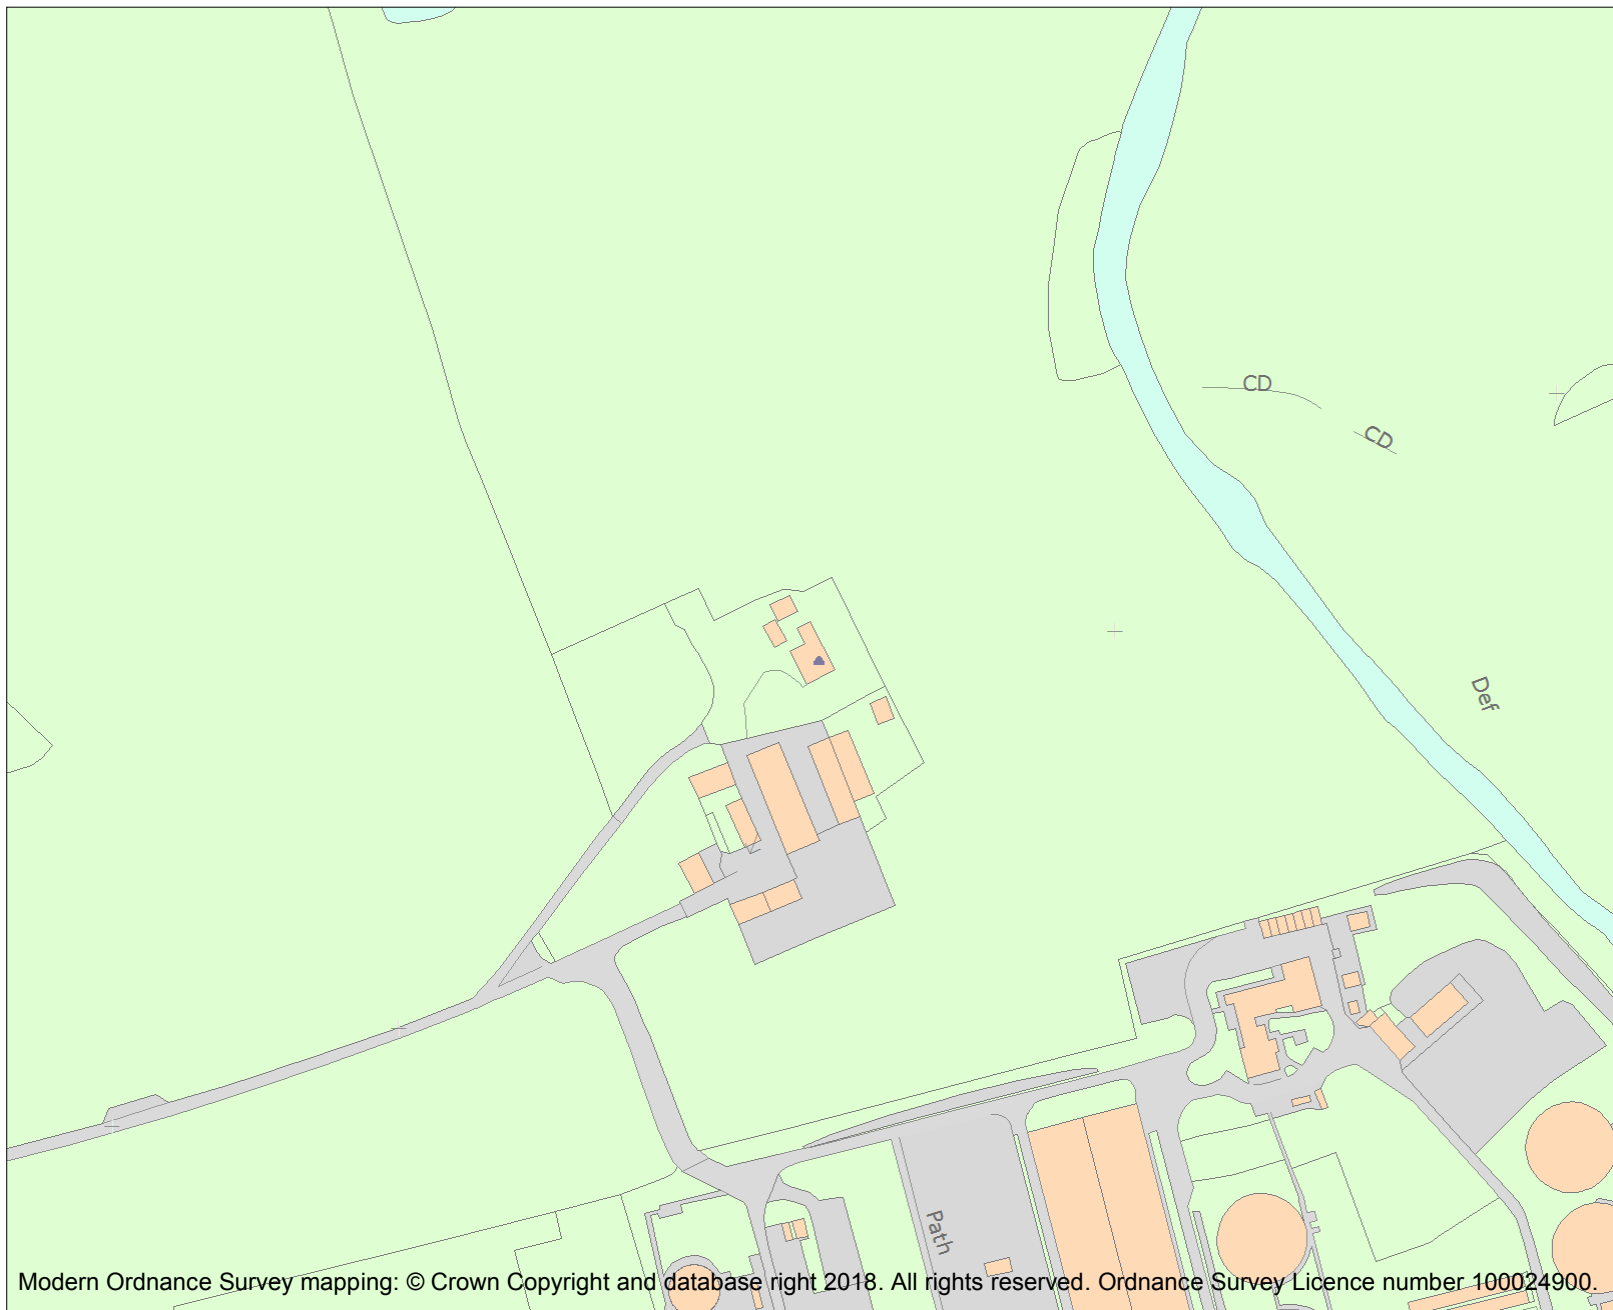 CD
CD
Def
Path
Modern Ordnance Survey mapping: © Crown Copyright and database right 2018. All rights reserved. Ordnance Survey Licence number 100024900.